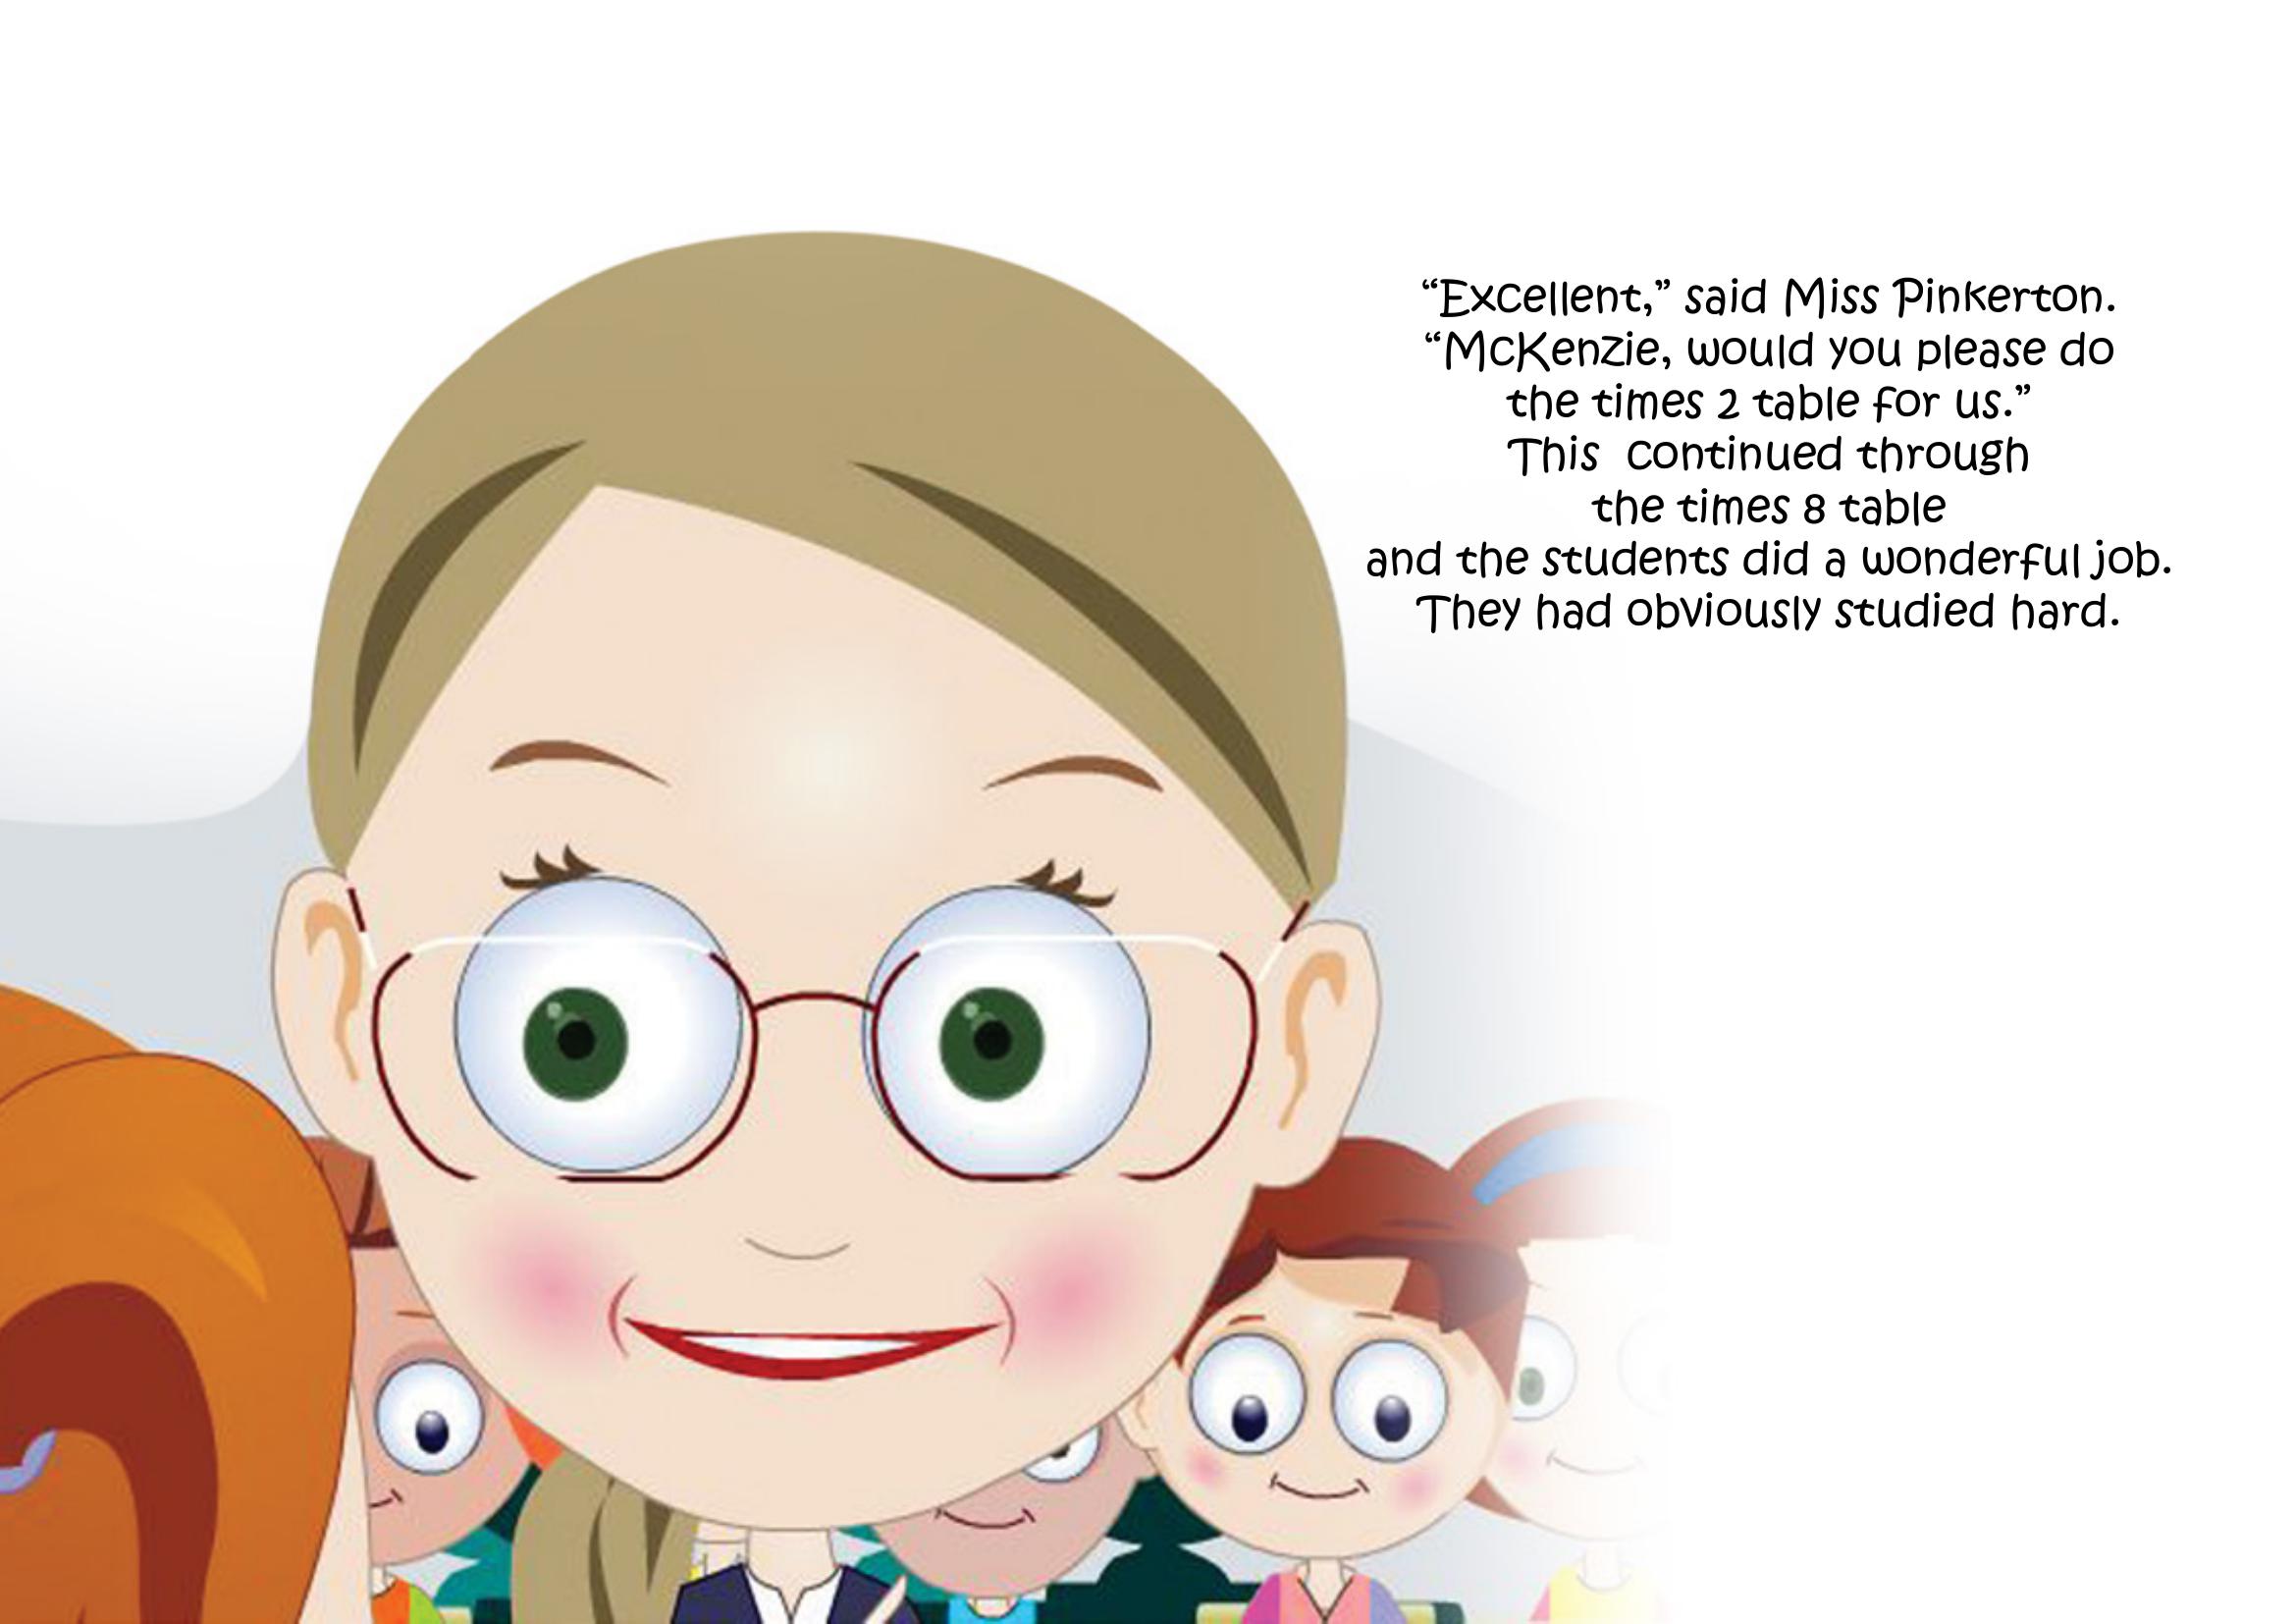 “Excellent,” said Miss Pinkerton.
“McKenzie, would you please do
the times 2 table for us.”
This  continued through
the times 8 table
and the students did a wonderful job.
They had obviously studied hard.